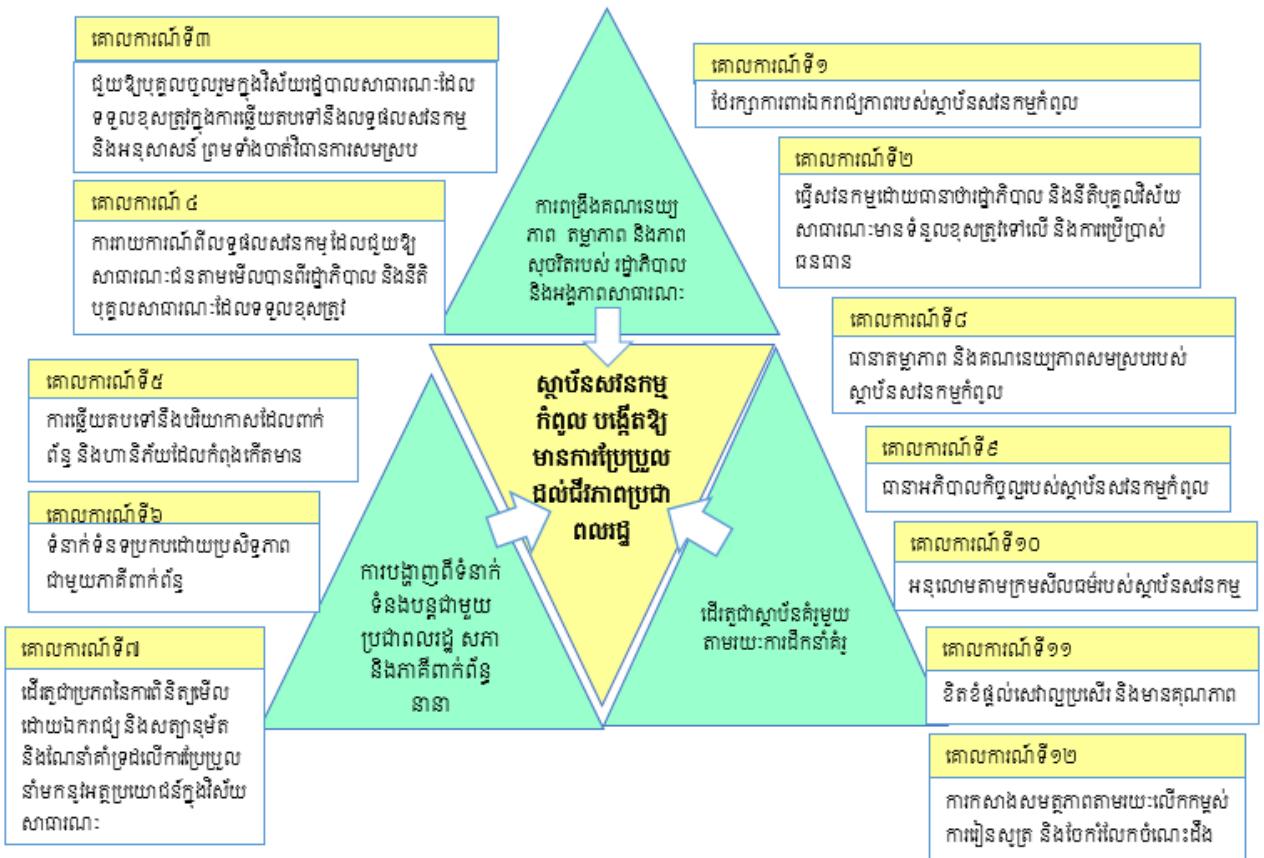 គោលការណ៍ទី៣
ជួយឱ្យបុគ្គលចូលរួមក្នុងវិស័យរដ្ឋបាលសាធារណៈដែល
ទទួលខុសត្រូវក្នុងការឆ្លើយតបទៅនឹងលទ្ធផលសវនកម្ម
និងអនុសាសន៍ ព្រមទាំងចាត់វិធានការសមស្រប
គោលការណ៍ ៤
ការរាយការណ៍ពីលទ្ធផលសវនកម្មដែលជួយឱ្យ
សាធារណៈជនតាមមើលបានពីរដ្ឋាភិបាល និងនីតិ
បុគ្គលសាធារណៈដែលទទួលខុសត្រូវ
គោលការណ៍ទី១
ថែរក្សាការពារឯករាជ្យភាពរបស់ស្ថាប័នសវនកម្មកំពូល
គោលការណ៍ទី២
ធ្វើសវនកម្មដោយធានាថារដ្ឋាភិបាល និងនីតិបុគ្គលវិស័យ
សាធារណៈមានទំនួលខុសត្រូវទៅលើ និងការប្រើប្រាស់
ធនធាន
ការពង្រឹងគណនេយ្យ
ភាព តម្លាភាព និងភាព
សុចរិតរបស់ រដ្ឋាភិបាល
និងអង្គភាពសាធារណៈ
គោលការណ៍ទី៨
ធានាតម្លាភាព និងគណនេយ្យភាពសមស្របរបស់
ស្ថាប័នសវនកម្មកំពូល
គោលការណ៍ទី៥
ការឆ្លើយតបទៅនឹងបរិយាកាសដែលពាក់
ព័ន្ធ និងហានិភ័យដែលកំពុងកើតមាន
ស្ថាប័នសវនកម្ម
កំពូល បង្កើតឱ្យ
មានការប្រែប្រួល
ដល់ជីវភាពប្រជា
ពលរដ្ឋ
គោលការណ៍ទី៩
ធានាអភិបាលកិច្ចល្អរបស់ស្ថាប័នសវនកម្មកំពូល
គោលការណ៍ទី៦
ទំនាក់ទំនទប្រកបដោយប្រសិទ្ធភាព
ជាមួយភាគីពាក់ព័ន្ធ
គោលការណ៍ទី១០
អនុលោមតាមក្រមសីលធម៌របស់ស្ថាប័នសវនកម្ម
ការបង្ហាញពីទំនាក់
ទំនងបន្តជាមួយ
ប្រជាពលរដ្ឋ សភា
និងភាគីពាក់ព័ន្ធ
នានា
ដើរតួជាស្ថាប័នគំរូមួយ
តាមរយៈការដឹកនាំគំរូ
គោលការណ៍ទី៧
ដើរតួជាប្រភពនៃការពិនិត្យមើល
ដោយឯករាជ្យ និងសត្យានុម័ត
និងណែនាំគាំទ្រដលើការប្រែប្រួល
នាំមកនូវអត្ថប្រយោជន៍ក្នុងវិស័យ
សាធារណៈ
គោលការណ៍ទី១១
ខិតខំផ្តល់សេវាល្អប្រសើរ និងមានគុណភាព
គោលការណ៍ទី១២
ការកសាងសមត្ថភាពតាមរយៈលើកកម្ពស់
ការរៀនសូត្រ និងចែករំលែកចំណេះដឹង